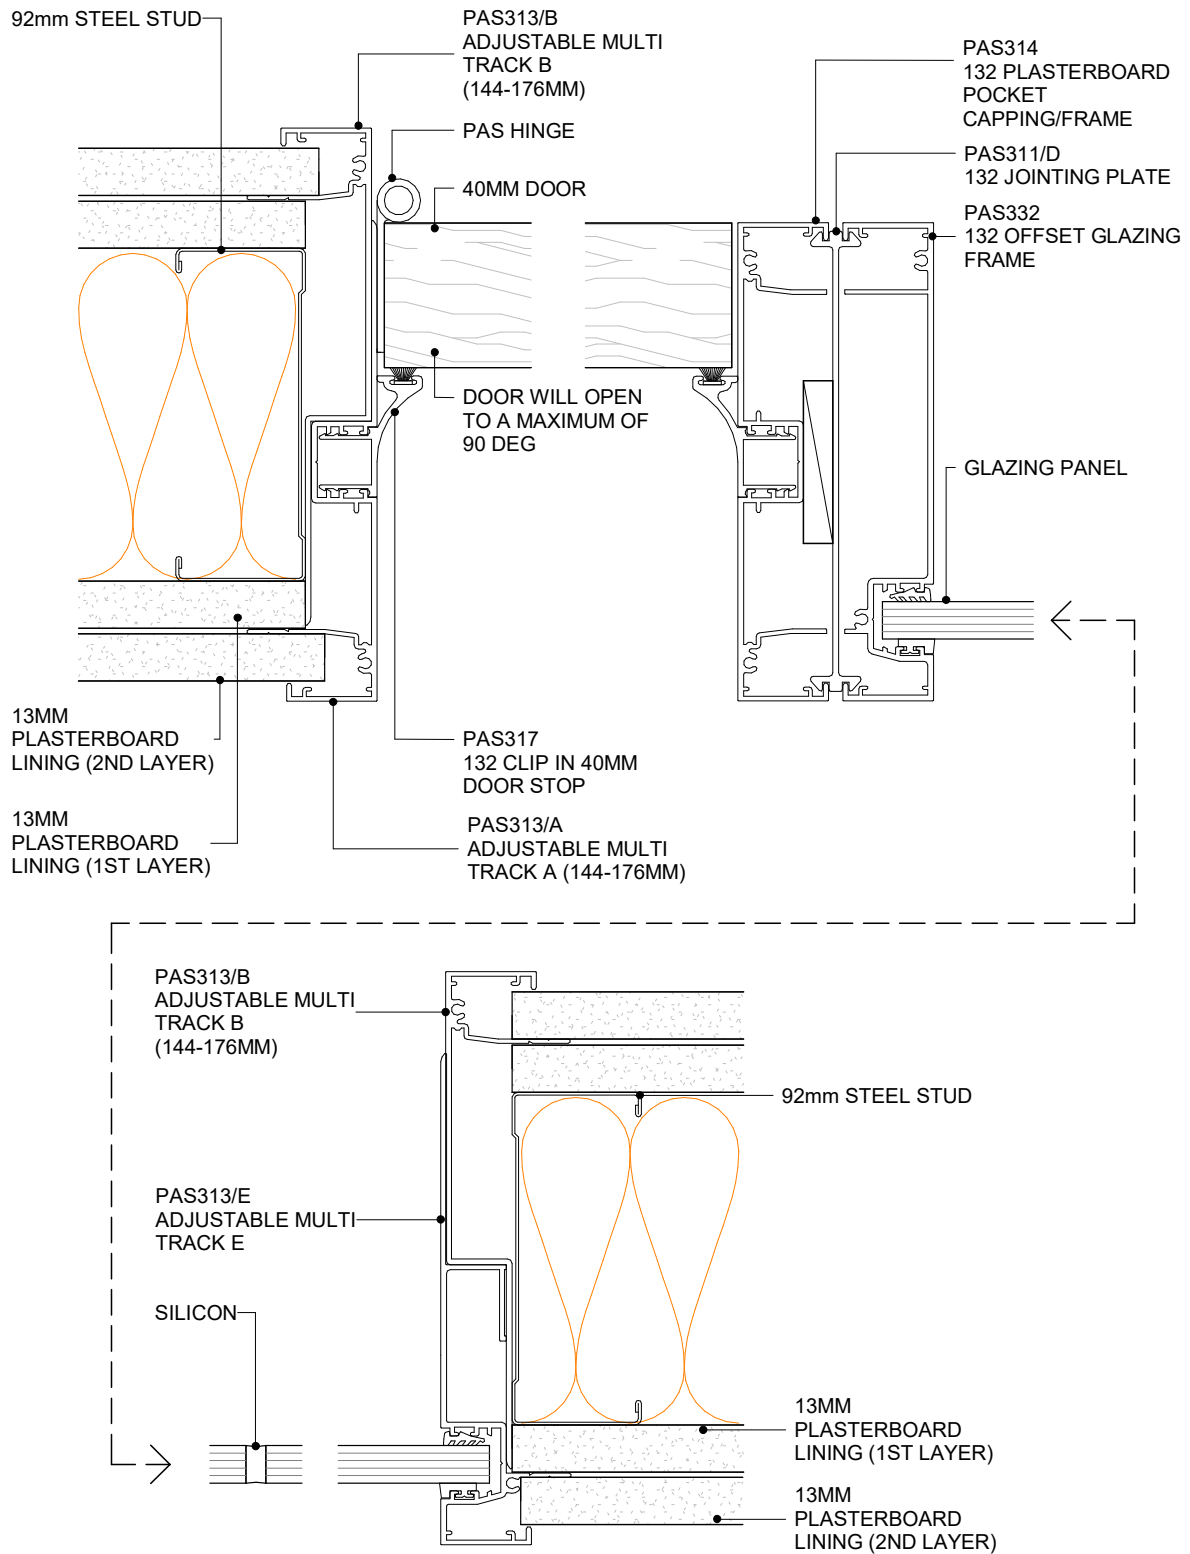 92mm STEEL STUD
PAS313/B
ADJUSTABLE MULTI
TRACK B
(144-176MM)
PAS HINGE
40MM DOOR
PAS314
132 PLASTERBOARD
POCKET
CAPPING/FRAME
PAS311/D
132 JOINTING PLATE
PAS332
132 OFFSET GLAZING
FRAME
DOOR WILL OPEN
TO A MAXIMUM OF
90 DEG
GLAZING PANEL
13MM
PLASTERBOARD
LINING (2ND LAYER)
13MM
PLASTERBOARD
LINING (1ST LAYER)
PAS317
132 CLIP IN 40MM
DOOR STOP
PAS313/A
ADJUSTABLE MULTI
TRACK A (144-176MM)
PAS313/B
ADJUSTABLE MULTI
TRACK B
(144-176MM)
92mm STEEL STUD
PAS313/E
ADJUSTABLE MULTI
TRACK E
SILICON
13MM
PLASTERBOARD
LINING (1ST LAYER)
13MM
PLASTERBOARD
LINING (2ND LAYER)